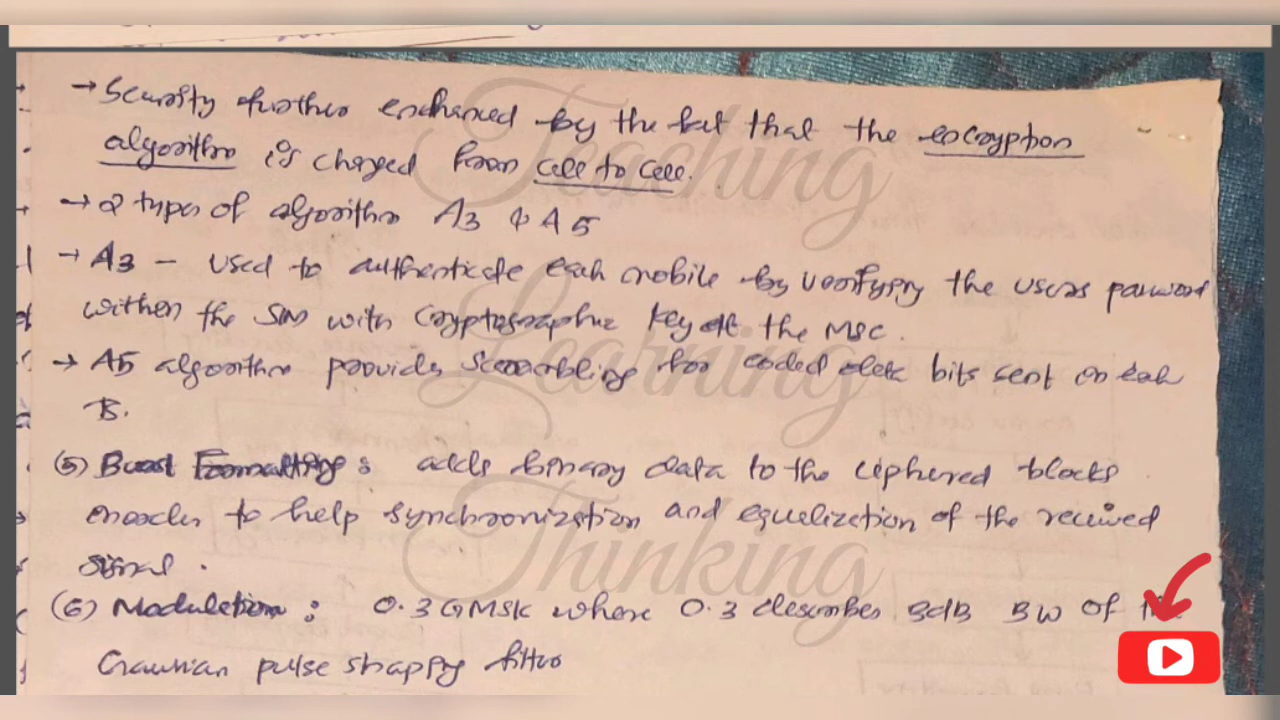 → Security further enhanced by the fact that the encryption
algorithm is changed from cell to cell.
→ 2 types of algorithm A3 & A5
→ A3 - used to authenticate each mobile by verifying the users password
within the SIM with cryptographic key at the MSC.
→ A5 algorithm provides scrambling for coded data bits sent on each
(5) Burst Formatting: adds binary data to the ciphered blocks
to help synchronization and equalization of the received
signal.
(6) Modulation: 0.3 GMSK where 0.3 describes 3dB BW of the
Gaussian pulse shapping filter
Teaching
Learning
Thinking